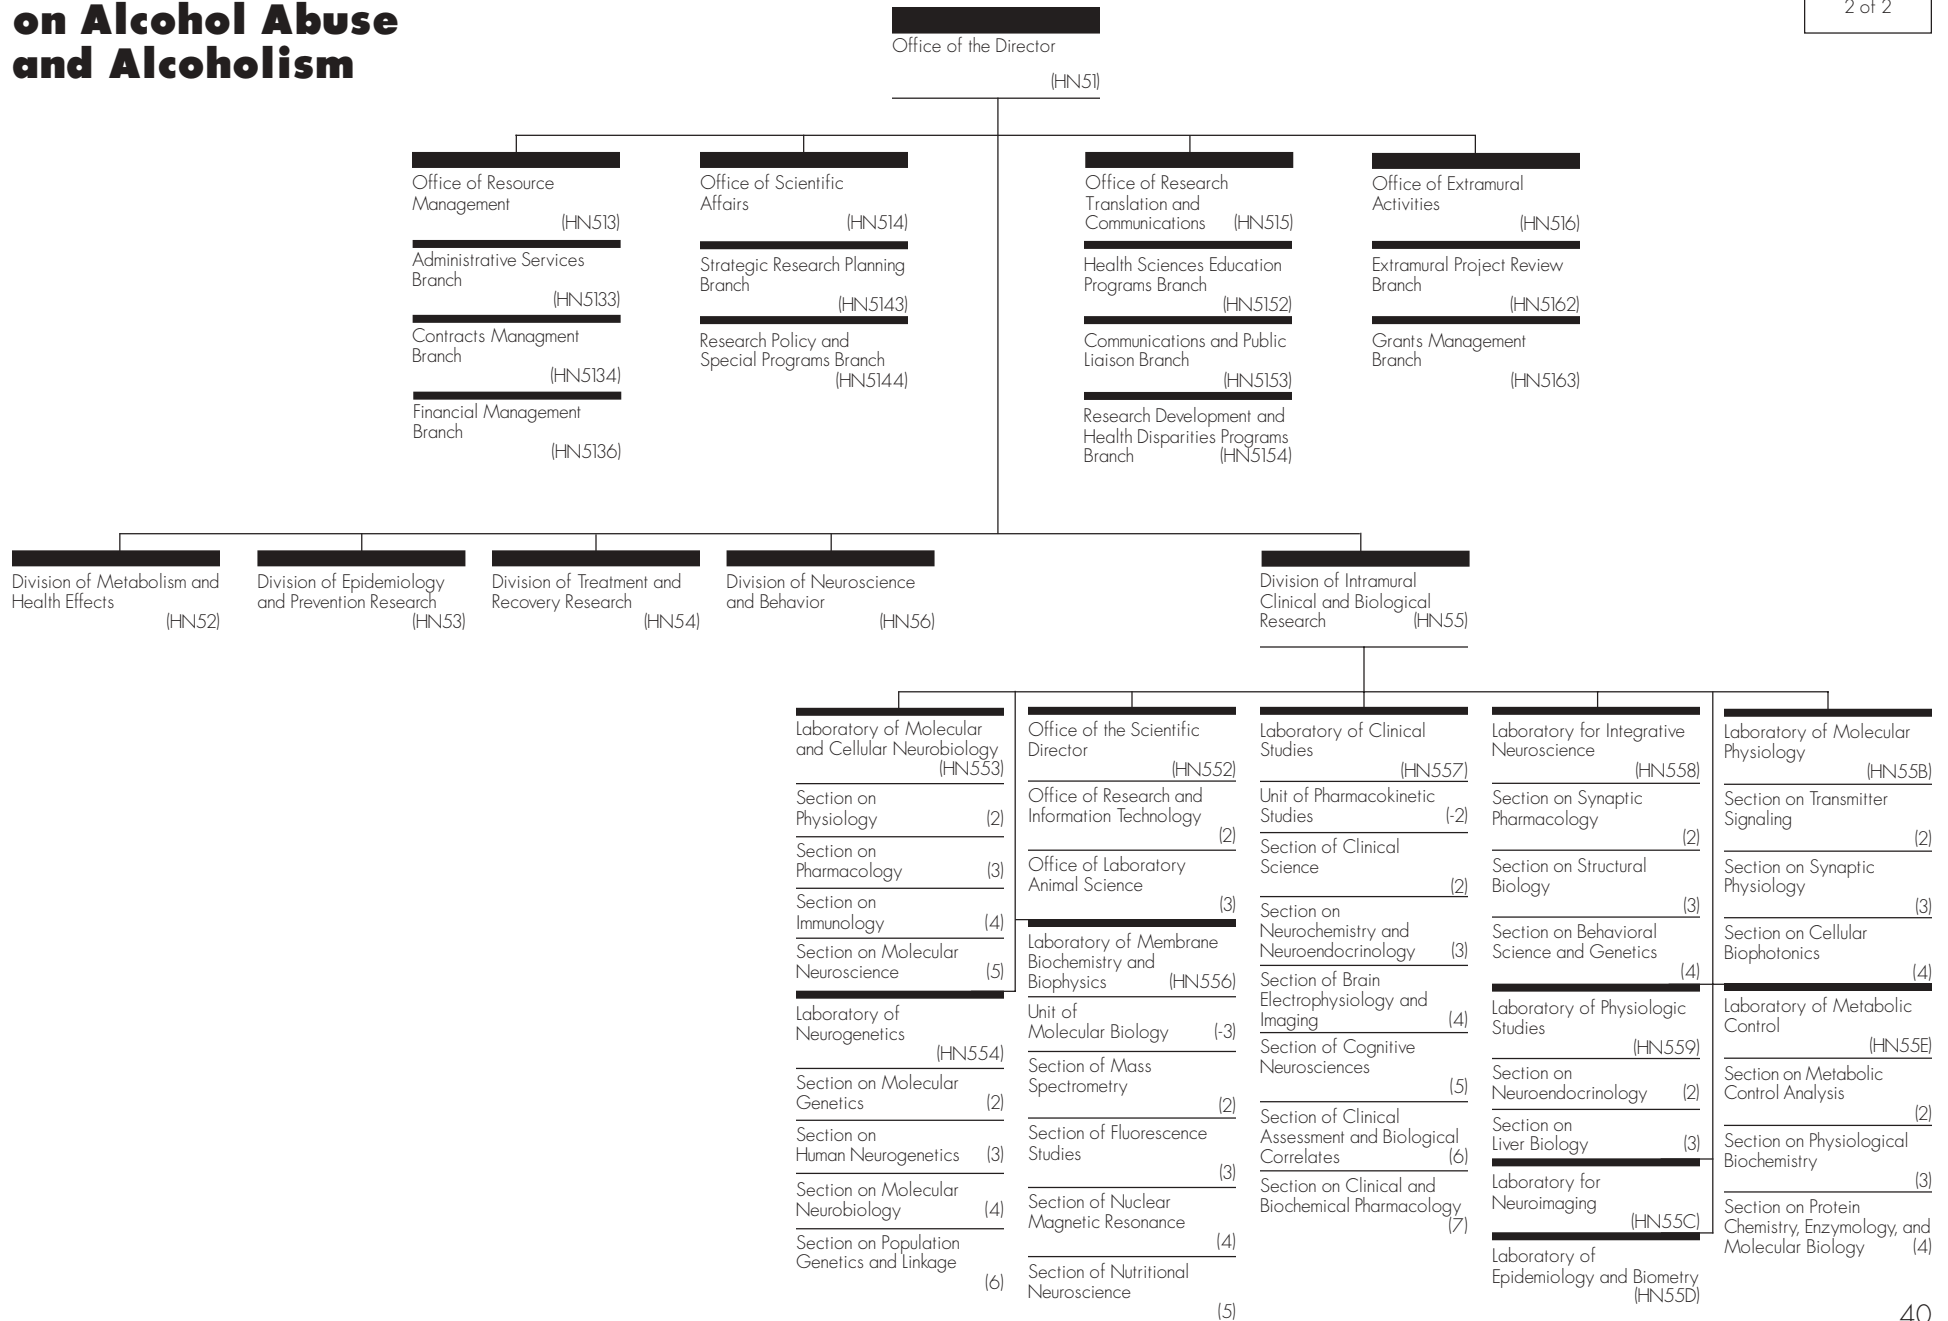 on Alcohol Abuse
and Alcoholism
2 of 2
Office of the Director
(HN51)
Office of Resource
Management
(HN513)
Administrative Services
Branch
(HN5133)
Contracts Managment
Branch
(HN5134)
Financial Management
Branch
(HN5136)
Office of Scientific
Affairs
(HN514)
Strategic Research Planning
Branch
(HN5143)
Research Policy and
Special Programs Branch
(HN5144)
Office of Research
Translation and
Communications (HN515)
Health Sciences Education
Programs Branch
(HN5152)
Communications and Public
Liaison Branch
(HN5153)
Research Development and
Health Disparities Programs
Branch (HN5154)
Office of Extramural
Activities
(HN516)
Extramural Project Review
Branch
(HN5162)
Grants Management
Branch
(HN5163)
Division of Metabolism and
Health Effects
(HN52)
Division of Epidemiology
and Prevention Research
(HN53)
Division of Treatment and
Recovery Research
(HN54)
Division of Neuroscience
and Behavior
(HN56)
Division of Intramural
Clinical and Biological
Research (HN55)
Laboratory of Molecular
and Cellular Neurobiology
(HN553)
Section on
Physiology (2)
Section on
Pharmacology (3)
Section on
Immunology (4)
Section on Molecular
Neuroscience (5)
Laboratory of
Neurogenetics
(HN554)
Section on Molecular
Genetics (2)
Section on
Human Neurogenetics (3)
Section on Molecular
Neurobiology (4)
Section on Population
Genetics and Linkage
(6)
Office of the Scientific
Director
(HN552)
Office of Research and
Information Technology
(2)
Office of Laboratory
Animal Science
(3)
Laboratory of Membrane
Biochemistry and
Biophysics (HN556)
Unit of
Molecular Biology (-3)
Section of Mass
Spectrometry
(2)
Section of Fluorescence
Studies
(3)
Section of Nuclear
Magnetic Resonance
(4)
Section of Nutritional
Neuroscience
(5)
Laboratory of Clinical
Studies
(HN557)
Unit of Pharmacokinetic
Studies (-2)
Section of Clinical
Science
(2)
Section on
Neurochemistry and
Neuroendocrinology (3)
Section of Brain
Electrophysiology and
Imaging (4)
Section of Cognitive
Neurosciences
(5)
Section of Clinical
Assessment and Biological
Correlates (6)
Section on Clinical and
Biochemical Pharmacology
(7)
Laboratory for Integrative
Neuroscience
(HN558)
Section on Synaptic
Pharmacology
(2)
Section on Structural
Biology
(3)
Section on Behavioral
Science and Genetics
(4)
Laboratory of Physiologic
Studies
(HN559)
Section on
Neuroendocrinology (2)
Section on
Liver Biology (3)
Laboratory for
Neuroimaging
(HN55C)
Laboratory of
Epidemiology and Biometry
(HN55D)
Laboratory of Molecular
Physiology
(HN55B)
Section on Transmitter
Signaling
(2)
Section on Synaptic
Physiology
(3)
Section on Cellular
Biophotonics
(4)
Laboratory of Metabolic
Control
(HN55E)
Section on Metabolic
Control Analysis
(2)
Section on Physiological
Biochemistry
(3)
Section on Protein
Chemistry, Enzymology, and
Molecular Biology (4)
40